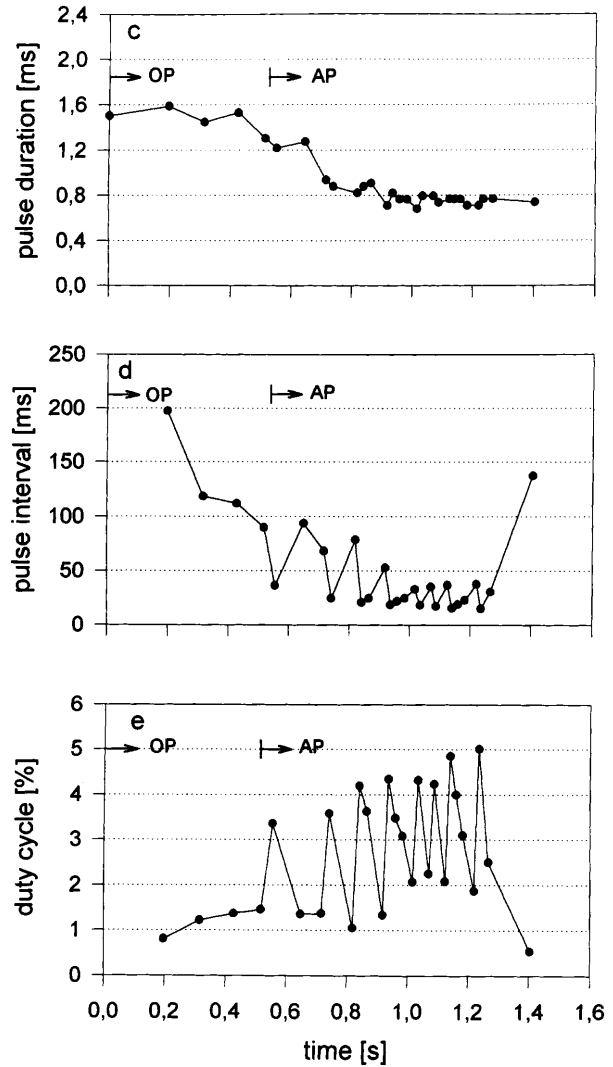 c
pulse duration [ms]
2,4
2,0
1,6
1,2
0,8
0,4
0,0
OP
AP
d
pulse interval [ms]
250
200
150
100
50
0
OP
AP
e
duty cycle [%]
6
5
4
3
2
1
0
OP
AP
0,0 0,2 0,4 0,6 0,8 1,0 1,2 1,4 1,6
time [s]